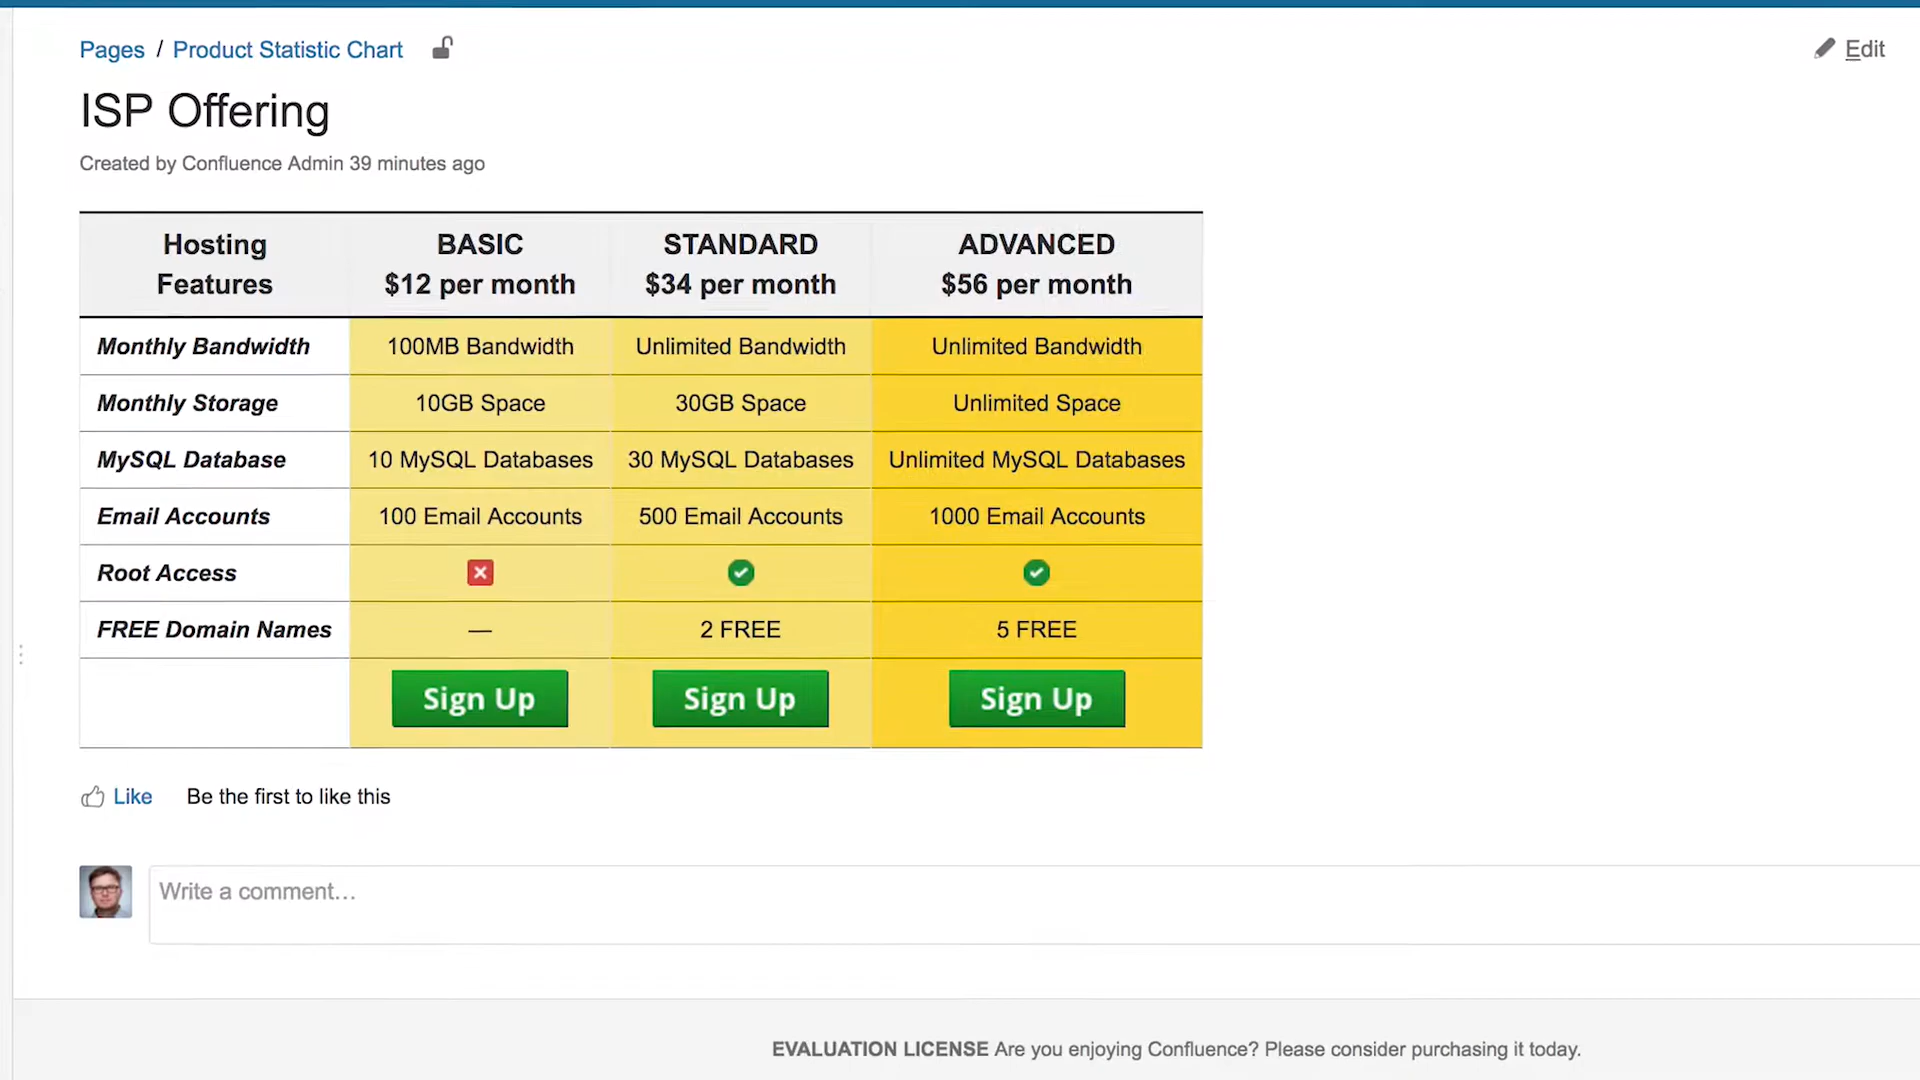 Pages / Product Statistic Chart
Edit
ISP Offering
Created by Confluence Admin 39 minutes ago
Hosting Features BASIC $12 per month STANDARD $34 per month ADVANCED $56 per month
Monthly Bandwidth 100MB Bandwidth Unlimited Bandwidth Unlimited Bandwidth
Monthly Storage 10GB Space 30GB Space Unlimited Space
MySQL Database 10 MySQL Databases 30 MySQL Databases Unlimited MySQL Databases
Email Accounts 100 Email Accounts 500 Email Accounts 1000 Email Accounts
Root Access
FREE Domain Names — 2 FREE 5 FREE
Sign Up Sign Up Sign Up
Like Be the first to like this
Write a comment…
EVALUATION LICENSE Are you enjoying Confluence? Please consider purchasing it today.